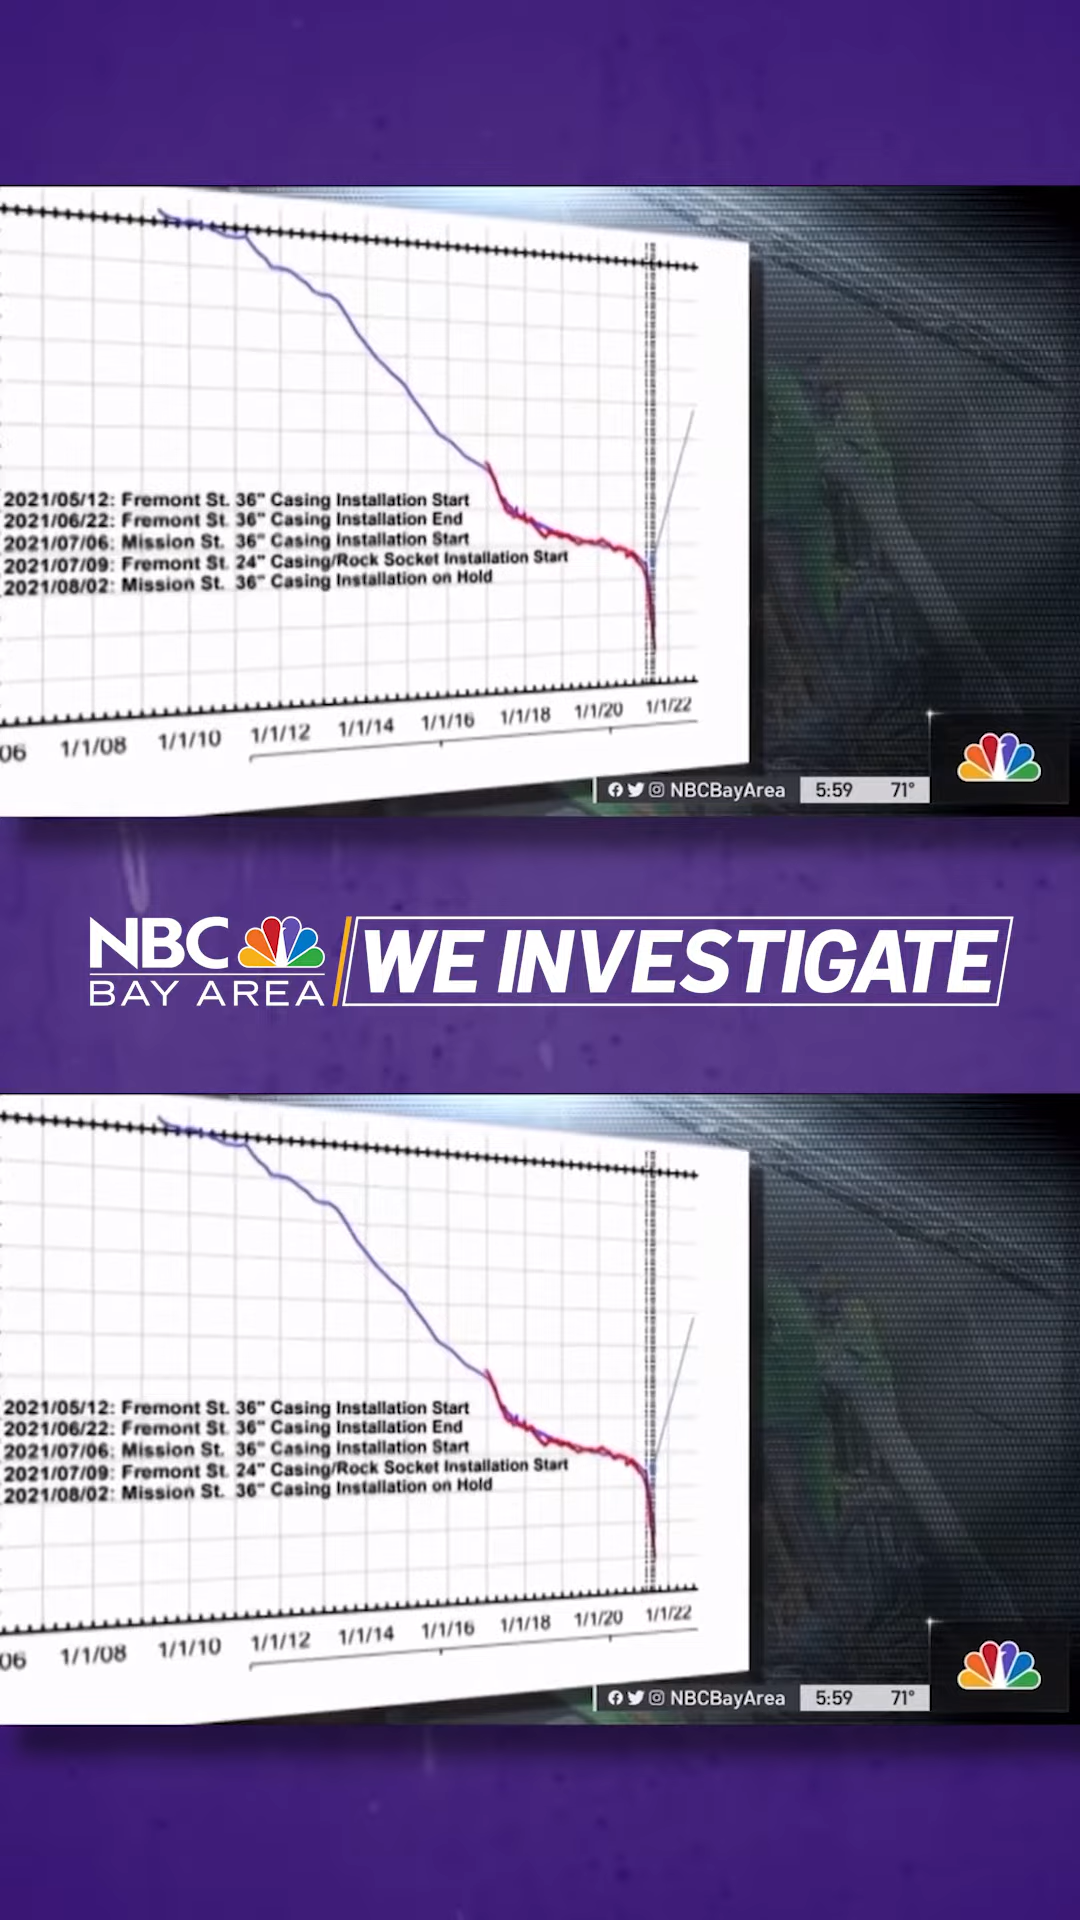 2021/05/12: Fremont St. 36" Casing Installation Start
2021/06/22: Fremont St. 36" Casing Installation End
2021/07/06: Mission St. 36" Casing Installation Start
2021/07/09: Fremont St. 24" Casing/Rock Socket Installation Start
2021/08/02: Mission St. 36" Casing Installation on Hold
06 1/1/08 1/1/10 1/1/12 1/1/14 1/1/16 1/1/18 1/1/20 1/1/22
NBCBayArea 5:59 71°
NBC
BAY AREA
WE INVESTIGATE
2021/05/12: Fremont St. 36" Casing Installation Start
2021/06/22: Fremont St. 36" Casing Installation End
2021/07/06: Mission St. 36" Casing Installation Start
2021/07/09: Fremont St. 24" Casing/Rock Socket Installation Start
2021/08/02: Mission St. 36" Casing Installation on Hold
06 1/1/08 1/1/10 1/1/12 1/1/14 1/1/16 1/1/18 1/1/20 1/1/22
NBCBayArea 5:59 71°